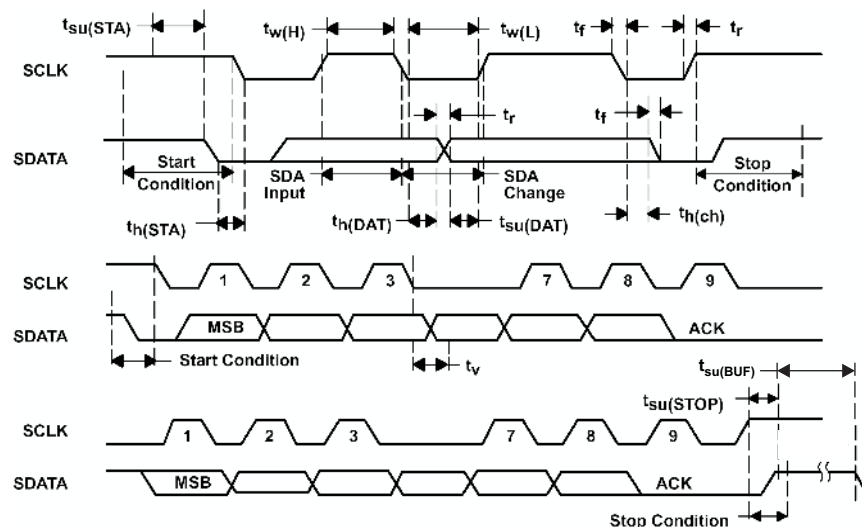 tsu(STA) tw(H) tw(L) tf tr
SCLK
tr tf
SDATA
Start Condition SDA Input SDA Change Stop Condition
th(STA) th(DAT) tsu(DAT) th(ch)
SCLK 1 2 3 7 8 9
SDATA MSB ACK
Start Condition tv
tsu(BUF)
tsu(STOP)
SCLK 1 2 3 7 8 9
SDATA MSB ACK
Stop Condition